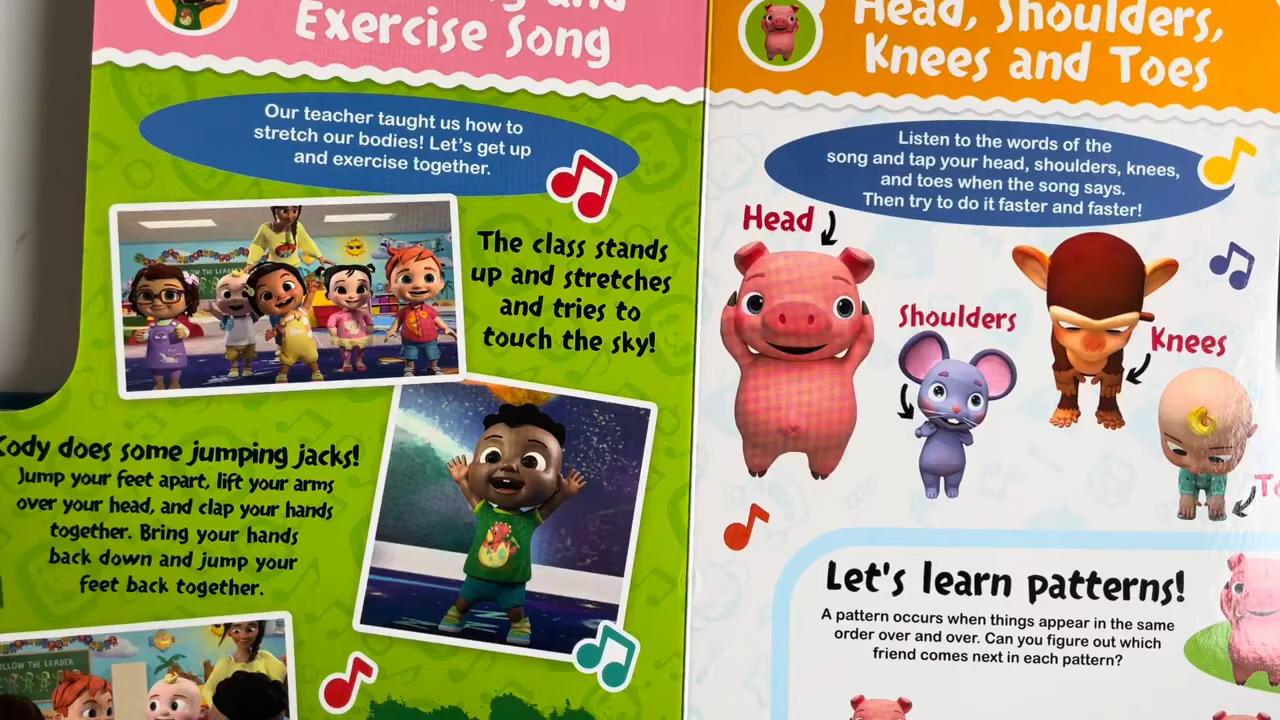 Exercise Song
Our teacher taught us how to
stretch our bodies! Let's get up
and exercise together.
The class stands
up and stretches
and tries to
touch the sky!
Cody does some jumping jacks!
Jump your feet apart, lift your arms
over your head, and clap your hands
together. Bring your hands
back down and jump your
feet back together.
FOLLOW THE LEADER
Head, Shoulders,
Knees and Toes
Listen to the words of the
song and tap your head, shoulders, knees,
and toes when the song says.
Then try to do it faster and faster!
Head
Shoulders
Knees
Let's learn patterns!
A pattern occurs when things appear in the same
order over and over. Can you figure out which
friend comes next in each pattern?